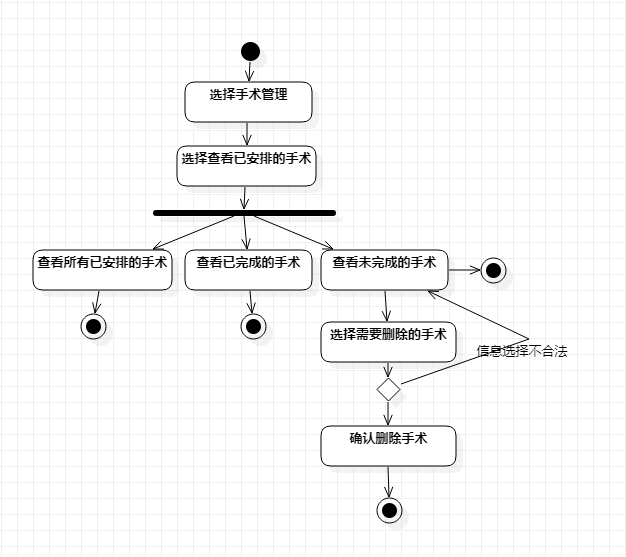 选择手术管理
选择查看已安排的手术
查看所有已安排的手术
查看已完成的手术
查看未完成的手术
选择需要删除的手术
信息选择不合法
确认删除手术